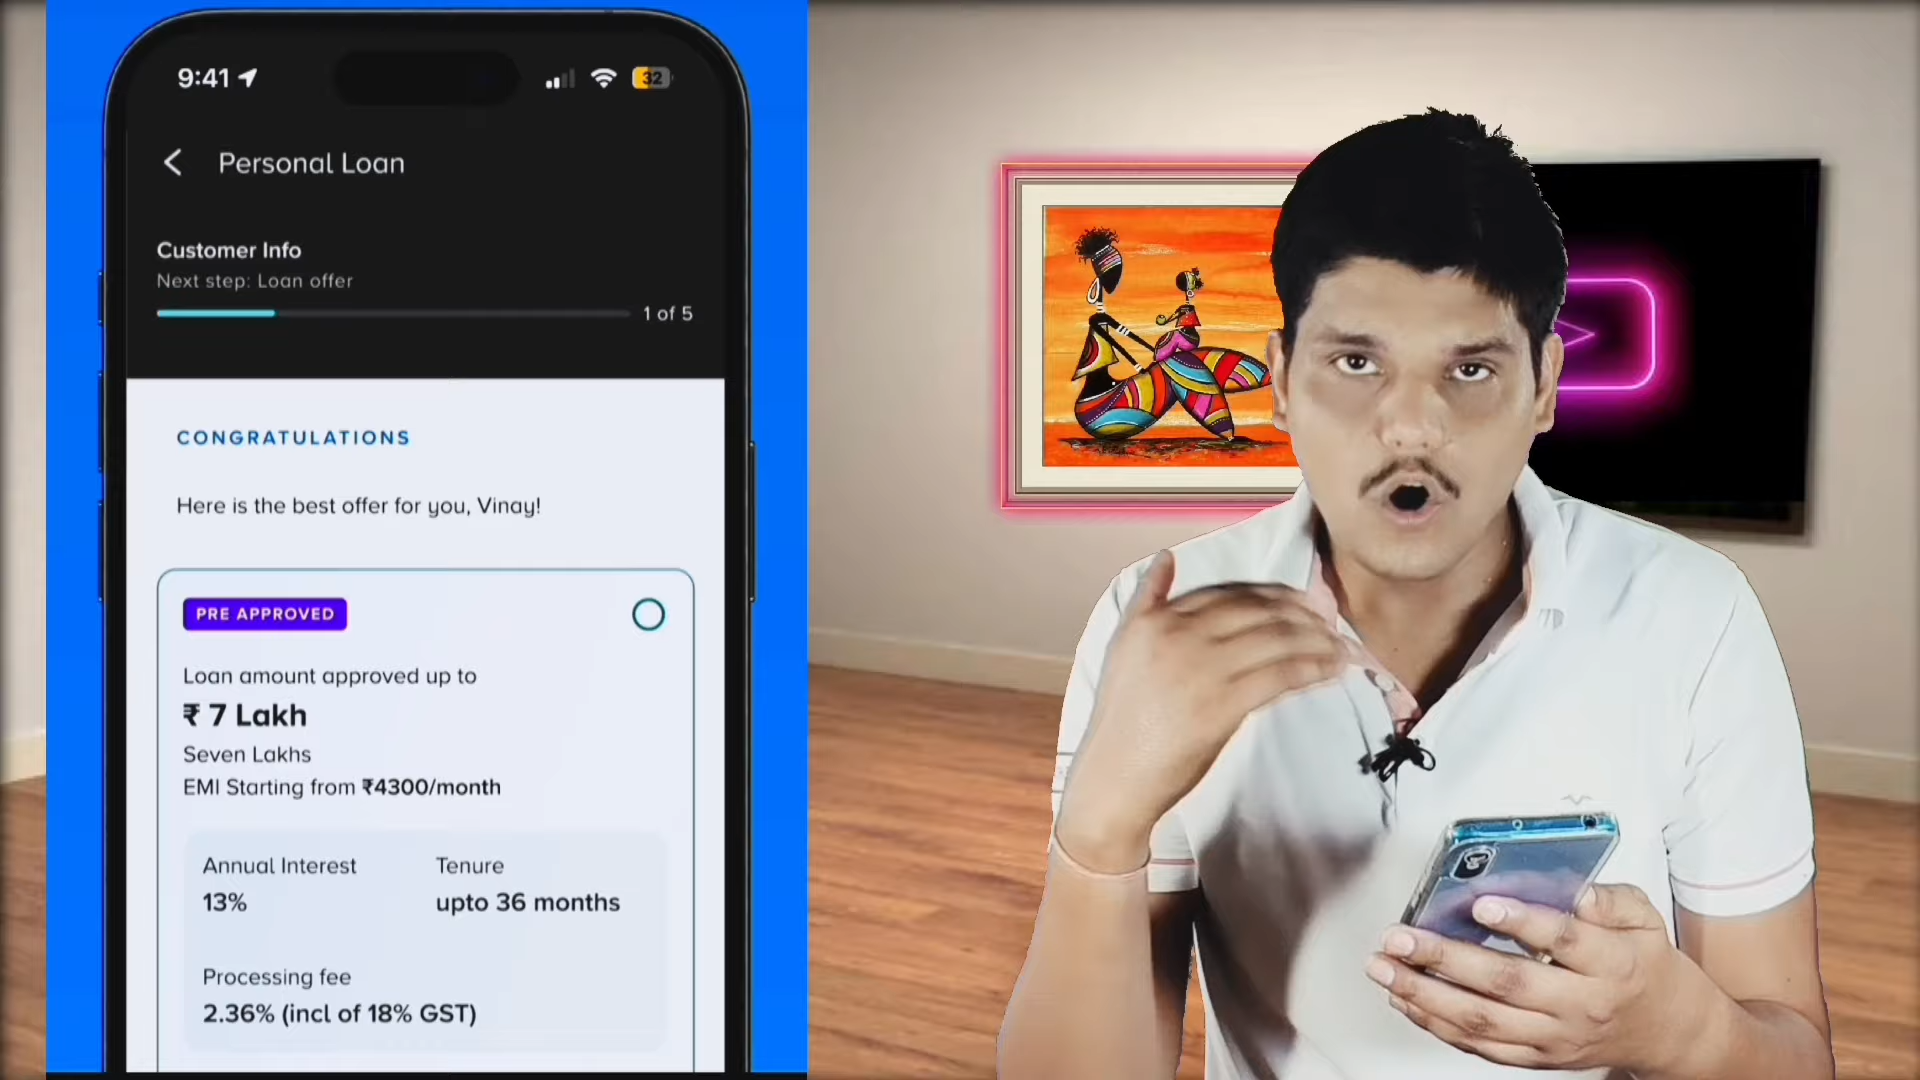 9:41
32
Personal Loan
Customer Info
Next step: Loan offer
1 of 5
CONGRATULATIONS
Here is the best offer for you, Vinay!
PRE APPROVED
Loan amount approved up to
₹ 7 Lakh
Seven Lakhs
EMI Starting from ₹4300/month
Annual Interest
Tenure
13%
upto 36 months
Processing fee
2.36% (incl of 18% GST)